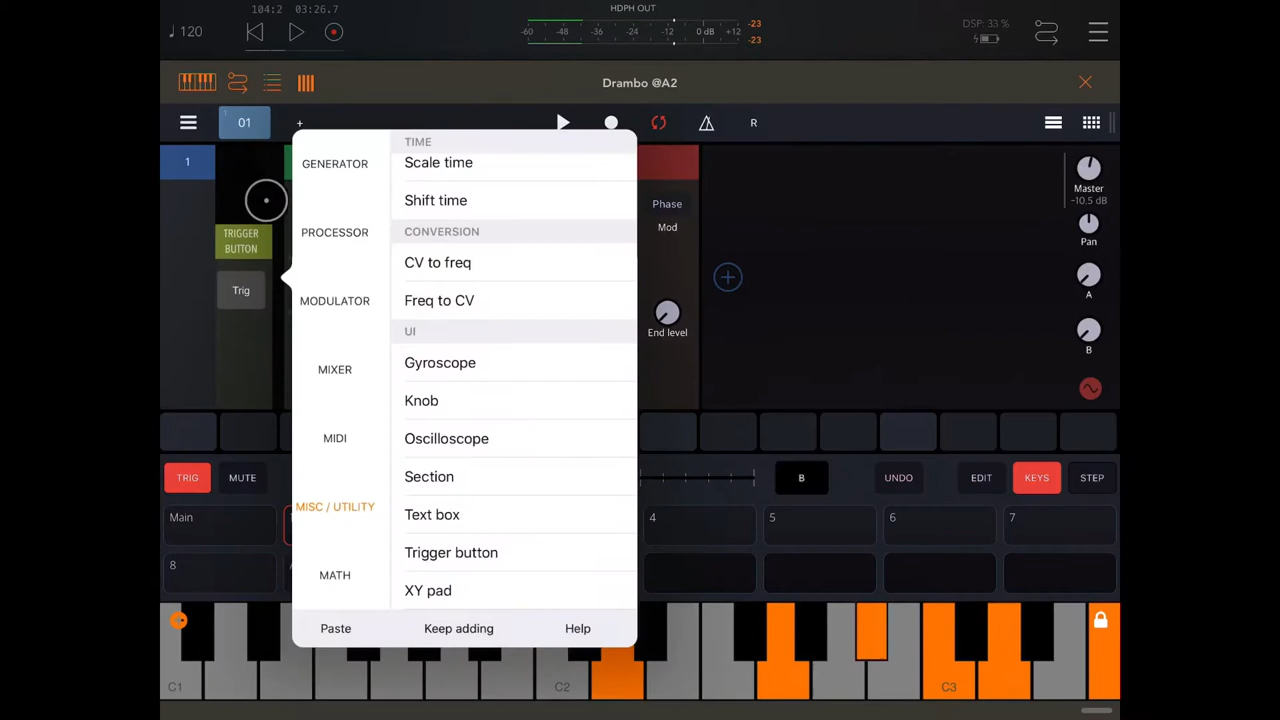 104:2 03:26.7
HDPH OUT
120
-60 -48 -36 -24 -12 0 dB +12
-23
-23
DSP: 33 %
Drambo @A2
1
01
+
R
1
TRIGGER
BUTTON
Trig
GENERATOR
PROCESSOR
MODULATOR
MIXER
MIDI
MISC / UTILITY
MATH
TIME
Scale time
Shift time
CONVERSION
CV to freq
Freq to CV
UI
Gyroscope
Knob
Oscilloscope
Section
Text box
Trigger button
XY pad
Paste
Keep adding
Help
Phase
Mod
End level
Master
-10.5 dB
Pan
A
B
TRIG
MUTE
B
UNDO
EDIT
KEYS
STEP
Main
4
5
6
7
8
C1
C2
C3